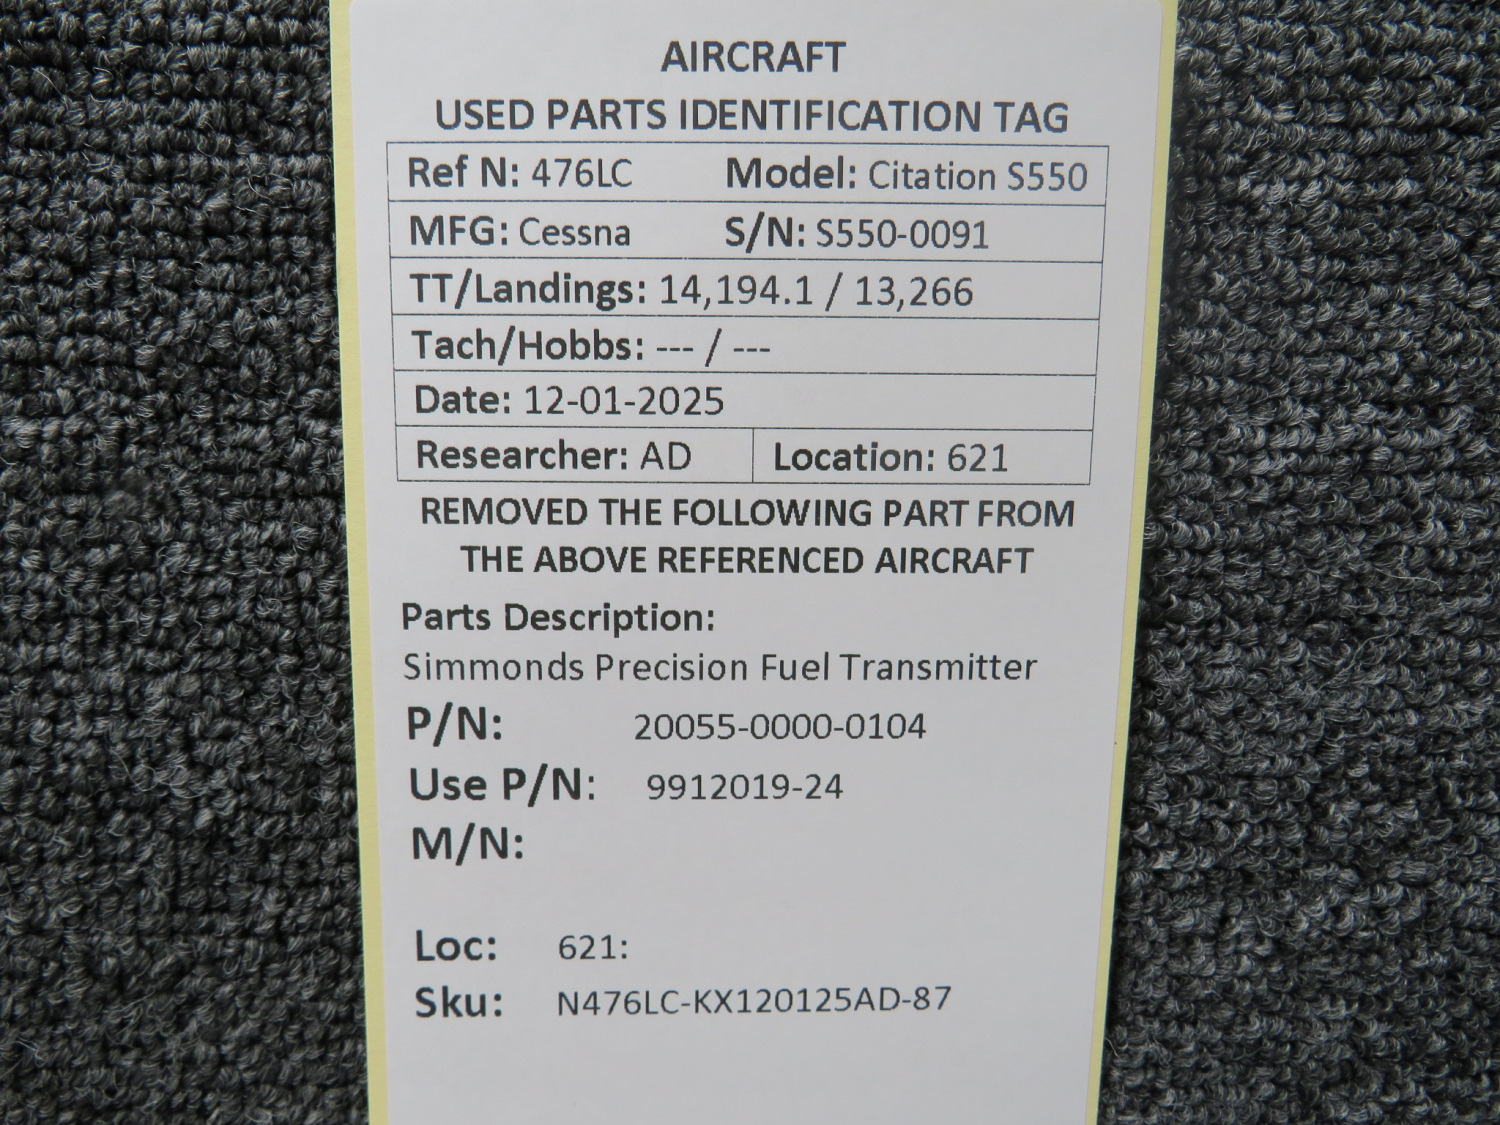 AIRCRAFT
USED PARTS IDENTIFICATION TAG
Ref N: 476LC Model: Citation S550
MFG: Cessna S/N: S550-0091
TT/Landings: 14,194.1 / 13,266
Tach/Hobbs: --- / ---
Date: 12-01-2025
Researcher: AD Location: 621
REMOVED THE FOLLOWING PART FROM
THE ABOVE REFERENCED AIRCRAFT
Parts Description:
Simmonds Precision Fuel Transmitter
P/N: 20055-0000-0104
Use P/N: 9912019-24
M/N:
Loc: 621:
Sku: N476LC-KX120125AD-87